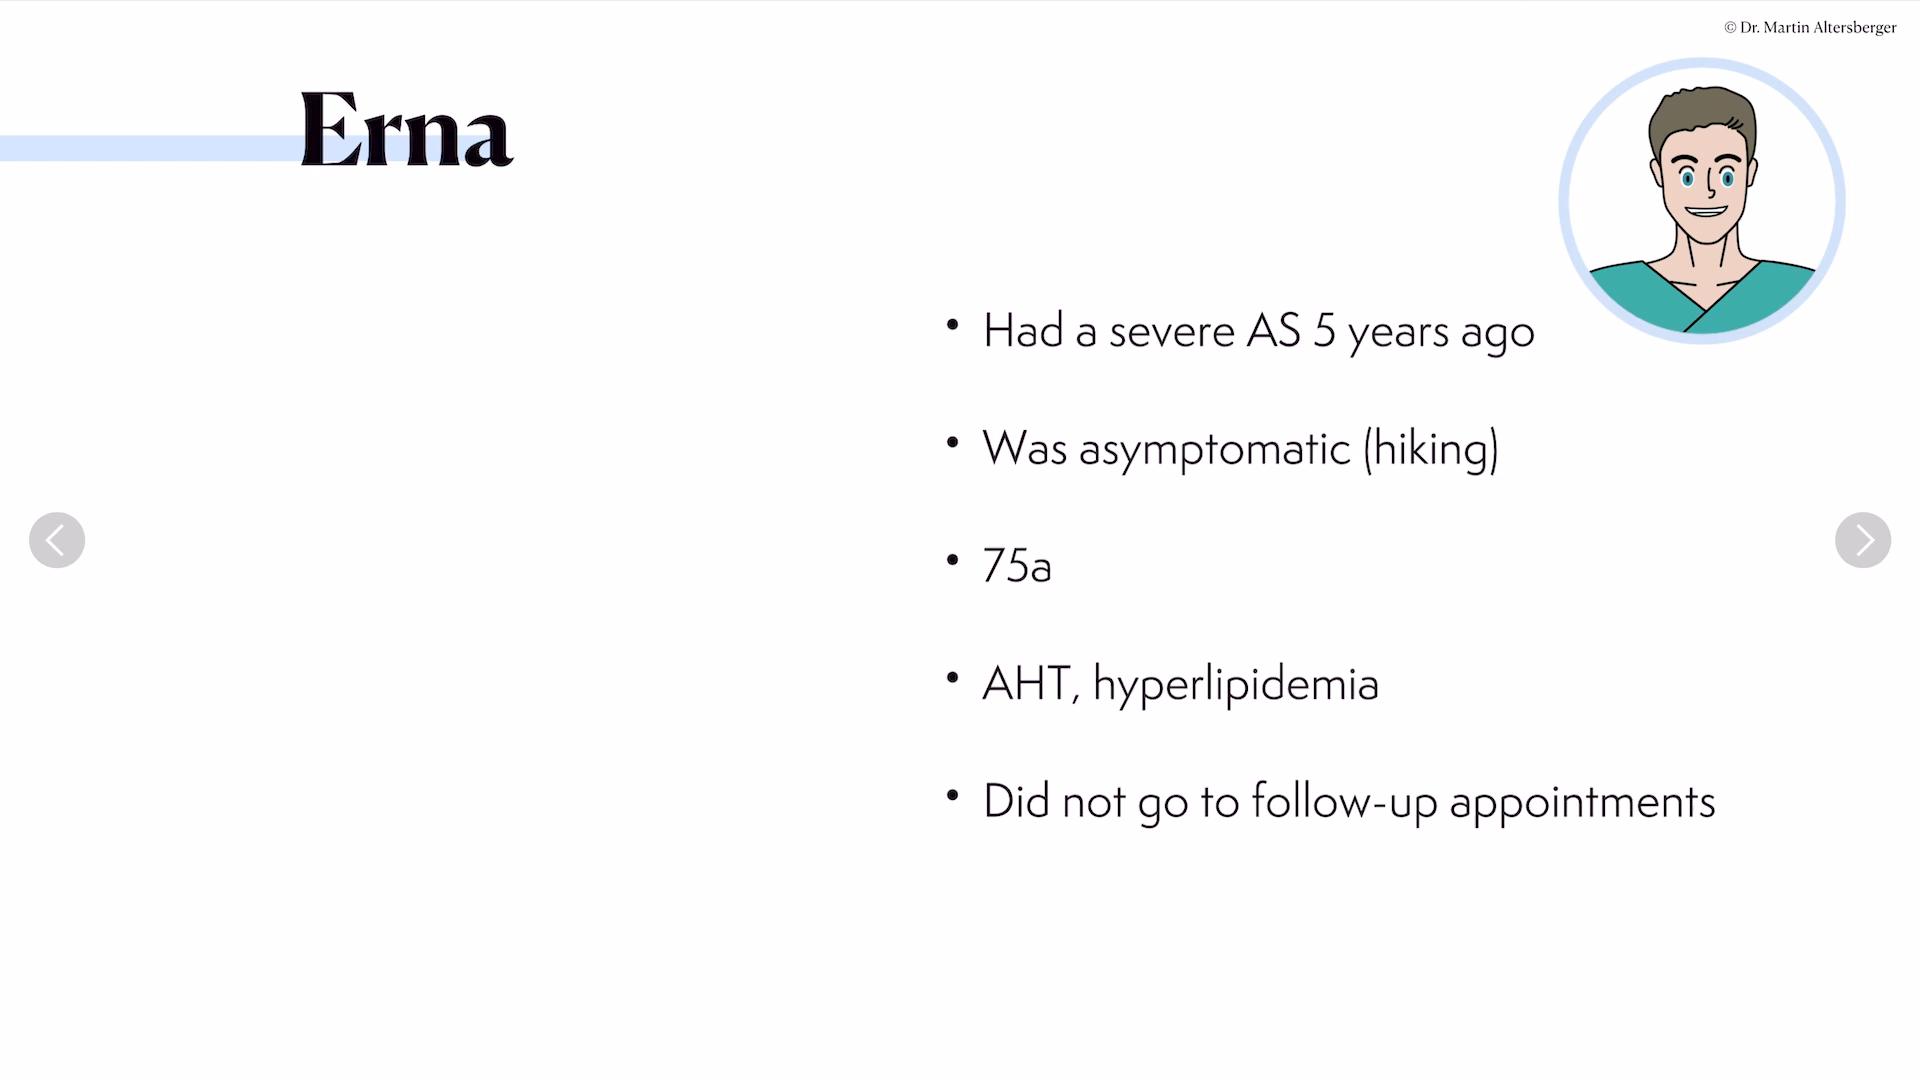 © Dr. Martin Altersberger
Erna
• Had a severe AS 5 years ago
• Was asymptomatic (hiking)
• 75a
• AHT, hyperlipidemia
• Did not go to follow-up appointments